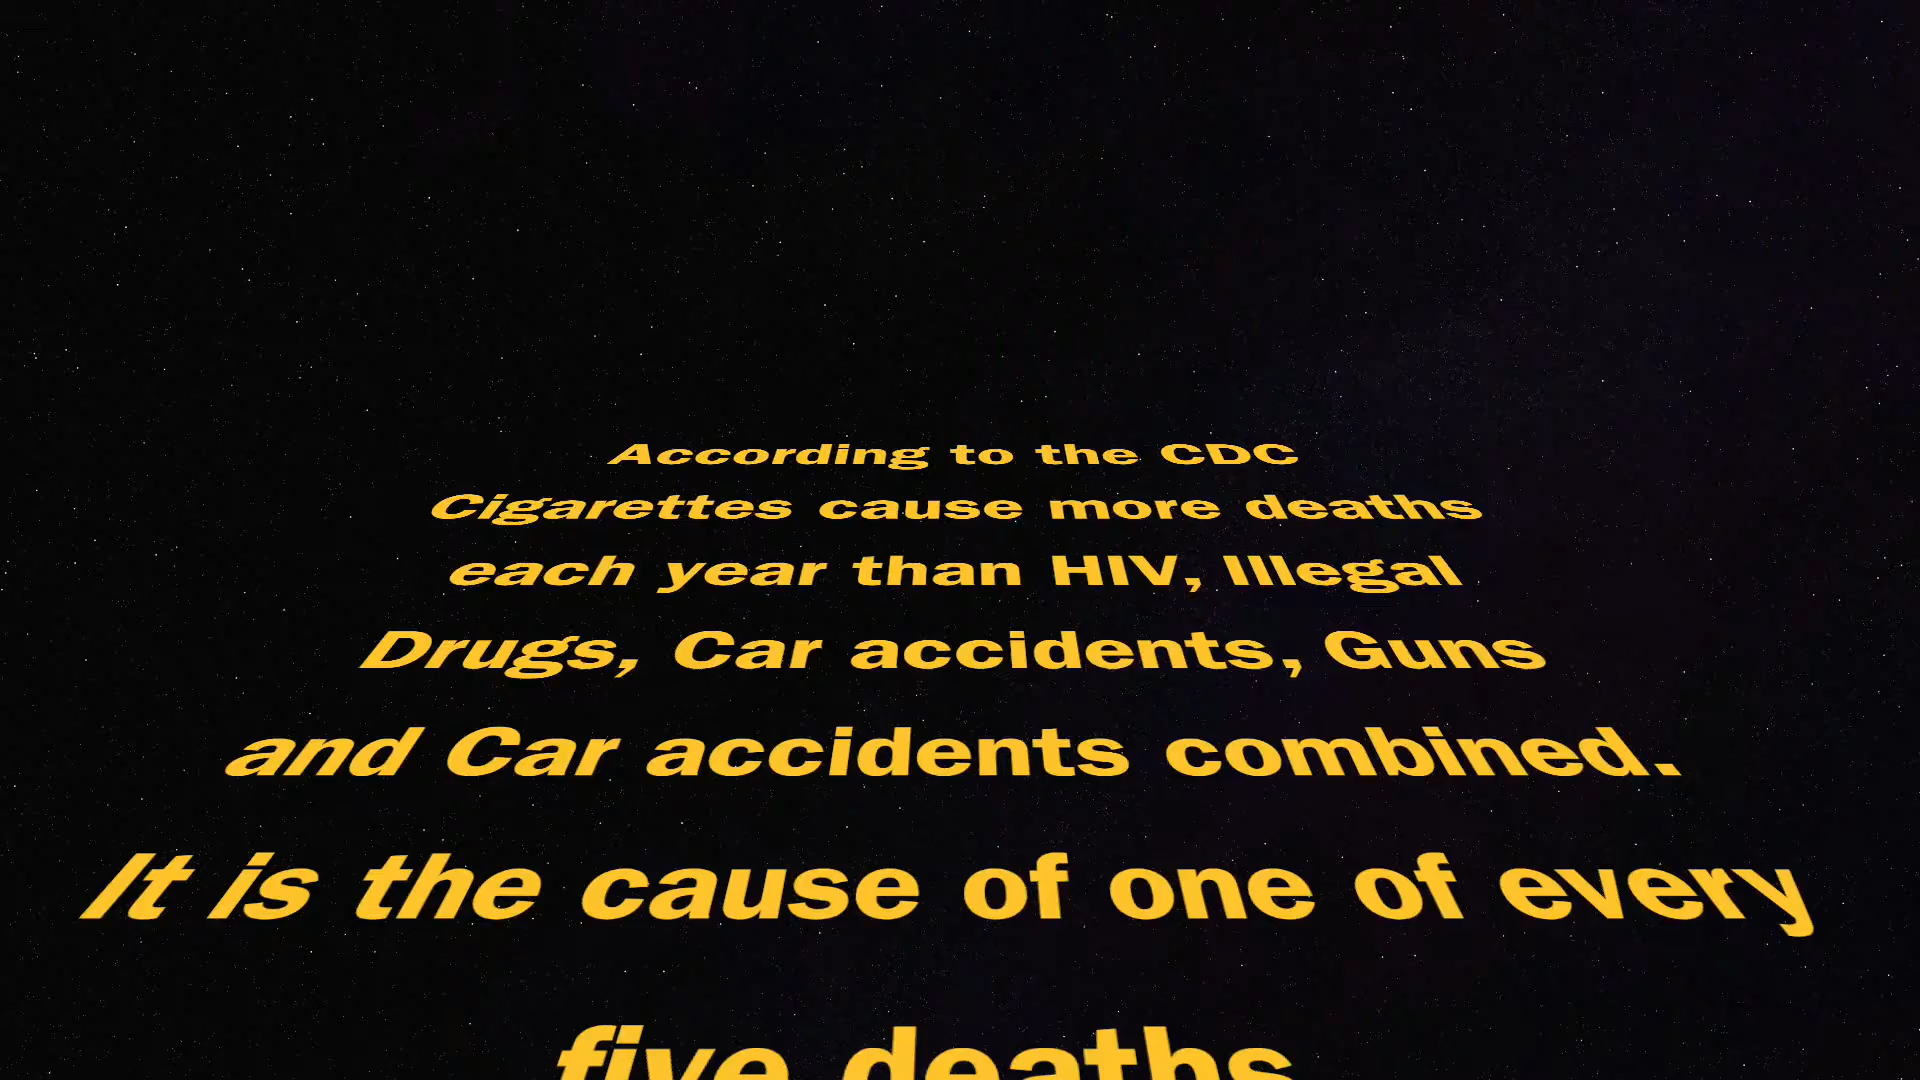 According to the CDC
Cigarettes cause more deaths
each year than HIV, Illegal
Drugs, Car accidents, Guns
and Car accidents combined.
It is the cause of one of every
five deaths